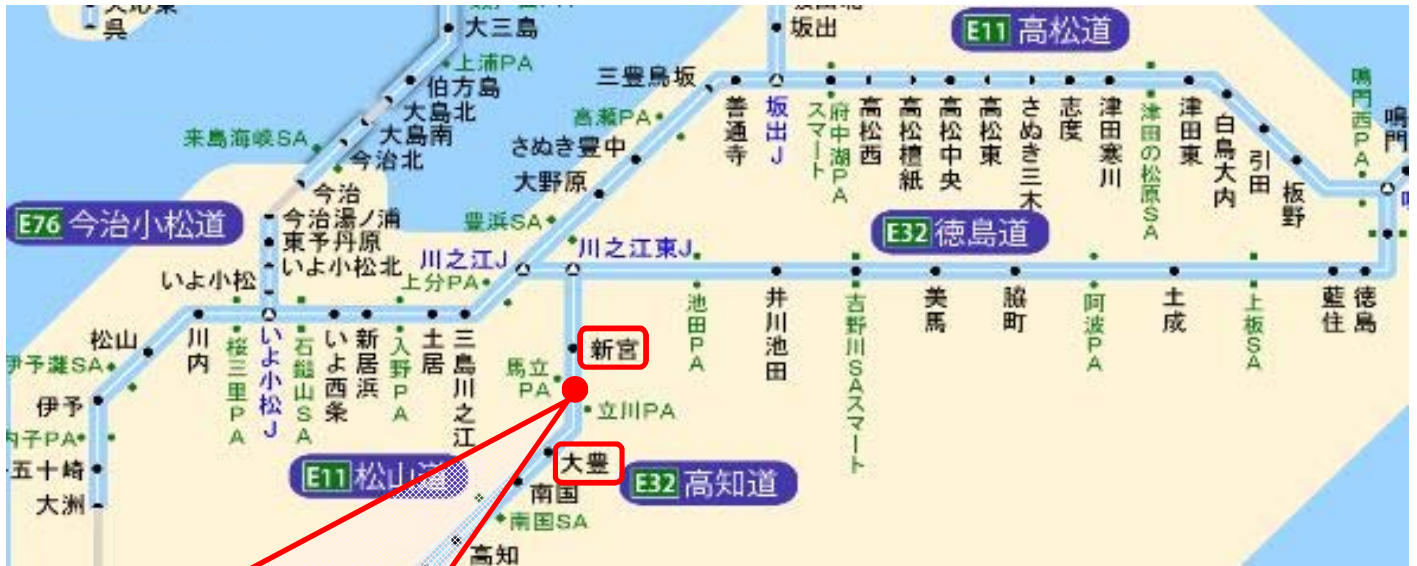 呉
大三島
上浦PA
伯方島
大島北
大島南
来島海峡SA
今治北
今治
今治湯ノ浦
東予丹原
いよ小松北
いよ小松
E76 今治小松道
坂出
E11 高松道
三豊鳥坂
高瀬PA
さぬき豊中
大野原
豊浜SA
川之江J
川之江東J
上分PA
善通寺
坂出J
府中湖PA
スマート
高松西
高松檀紙
高松中央
高松東
さぬき三木
志度
津田寒川
津田の松原SA
津田東
白鳥大内
引田
板野
鳴門西PA
鳴門
E32 徳島道
池田PA
井川池田
吉野川SAスマート
美馬
脇町
阿波PA
土成
上板SA
藍住
徳島
松山
伊予灘SA
川内
桜三里PA
いよ小松J
石鎚山SA
いよ西条
新居浜
入野PA
土居
三島川之江
伊予
内子PA
五十崎
大洲
E11 松山道
新宮
馬立
PA
立川PA
大豊
E32 高知道
南国
南国SA
高知